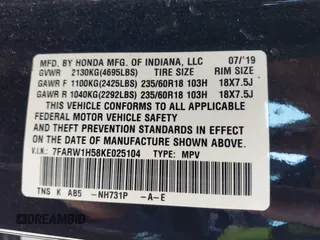 MFD. BY HONDA MFG. OF INDIANA, LLC. 07/'19
GVWR 2130KG(4695LBS) TIRE SIZE RIM SIZE
GAWR F 1100KG(2425LBS) 235/60R18 103H 18X7.5J
GAWR R 1040KG(2292LBS) 235/60R18 103H 18X7.5J
THIS VEHICLE CONFORMS TO ALL APPLICABLE
FEDERAL MOTOR VEHICLE SAFETY AND
THEFT PREVENTION STANDARDS IN EFFECT ON THE
DATE OF MANUFACTURE SHOWN ABOVE.
V.I.N.: 7FARW1H58KE025104 TYPE: MPV
TNS K AB5 -NH731P -A-E
DREAMBID